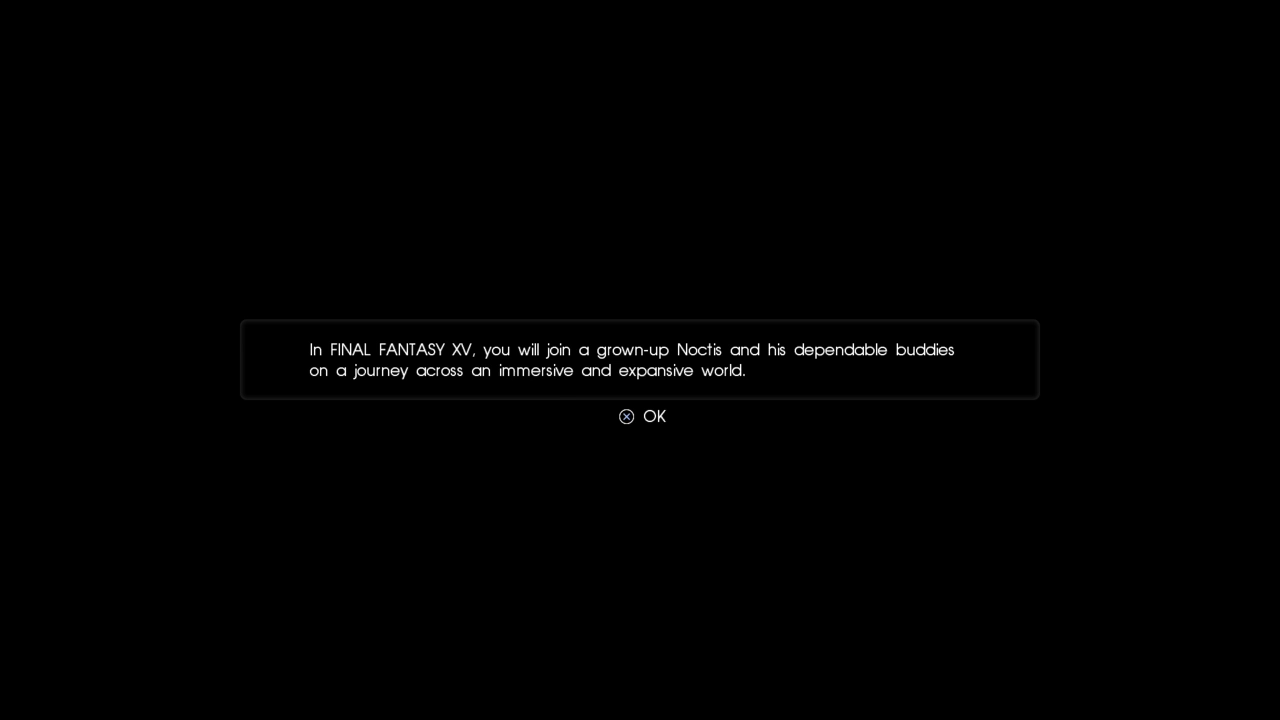 In FINAL FANTASY XV, you will join a grown-up Noctis and his dependable buddies
on a journey across an immersive and expansive world.
OK